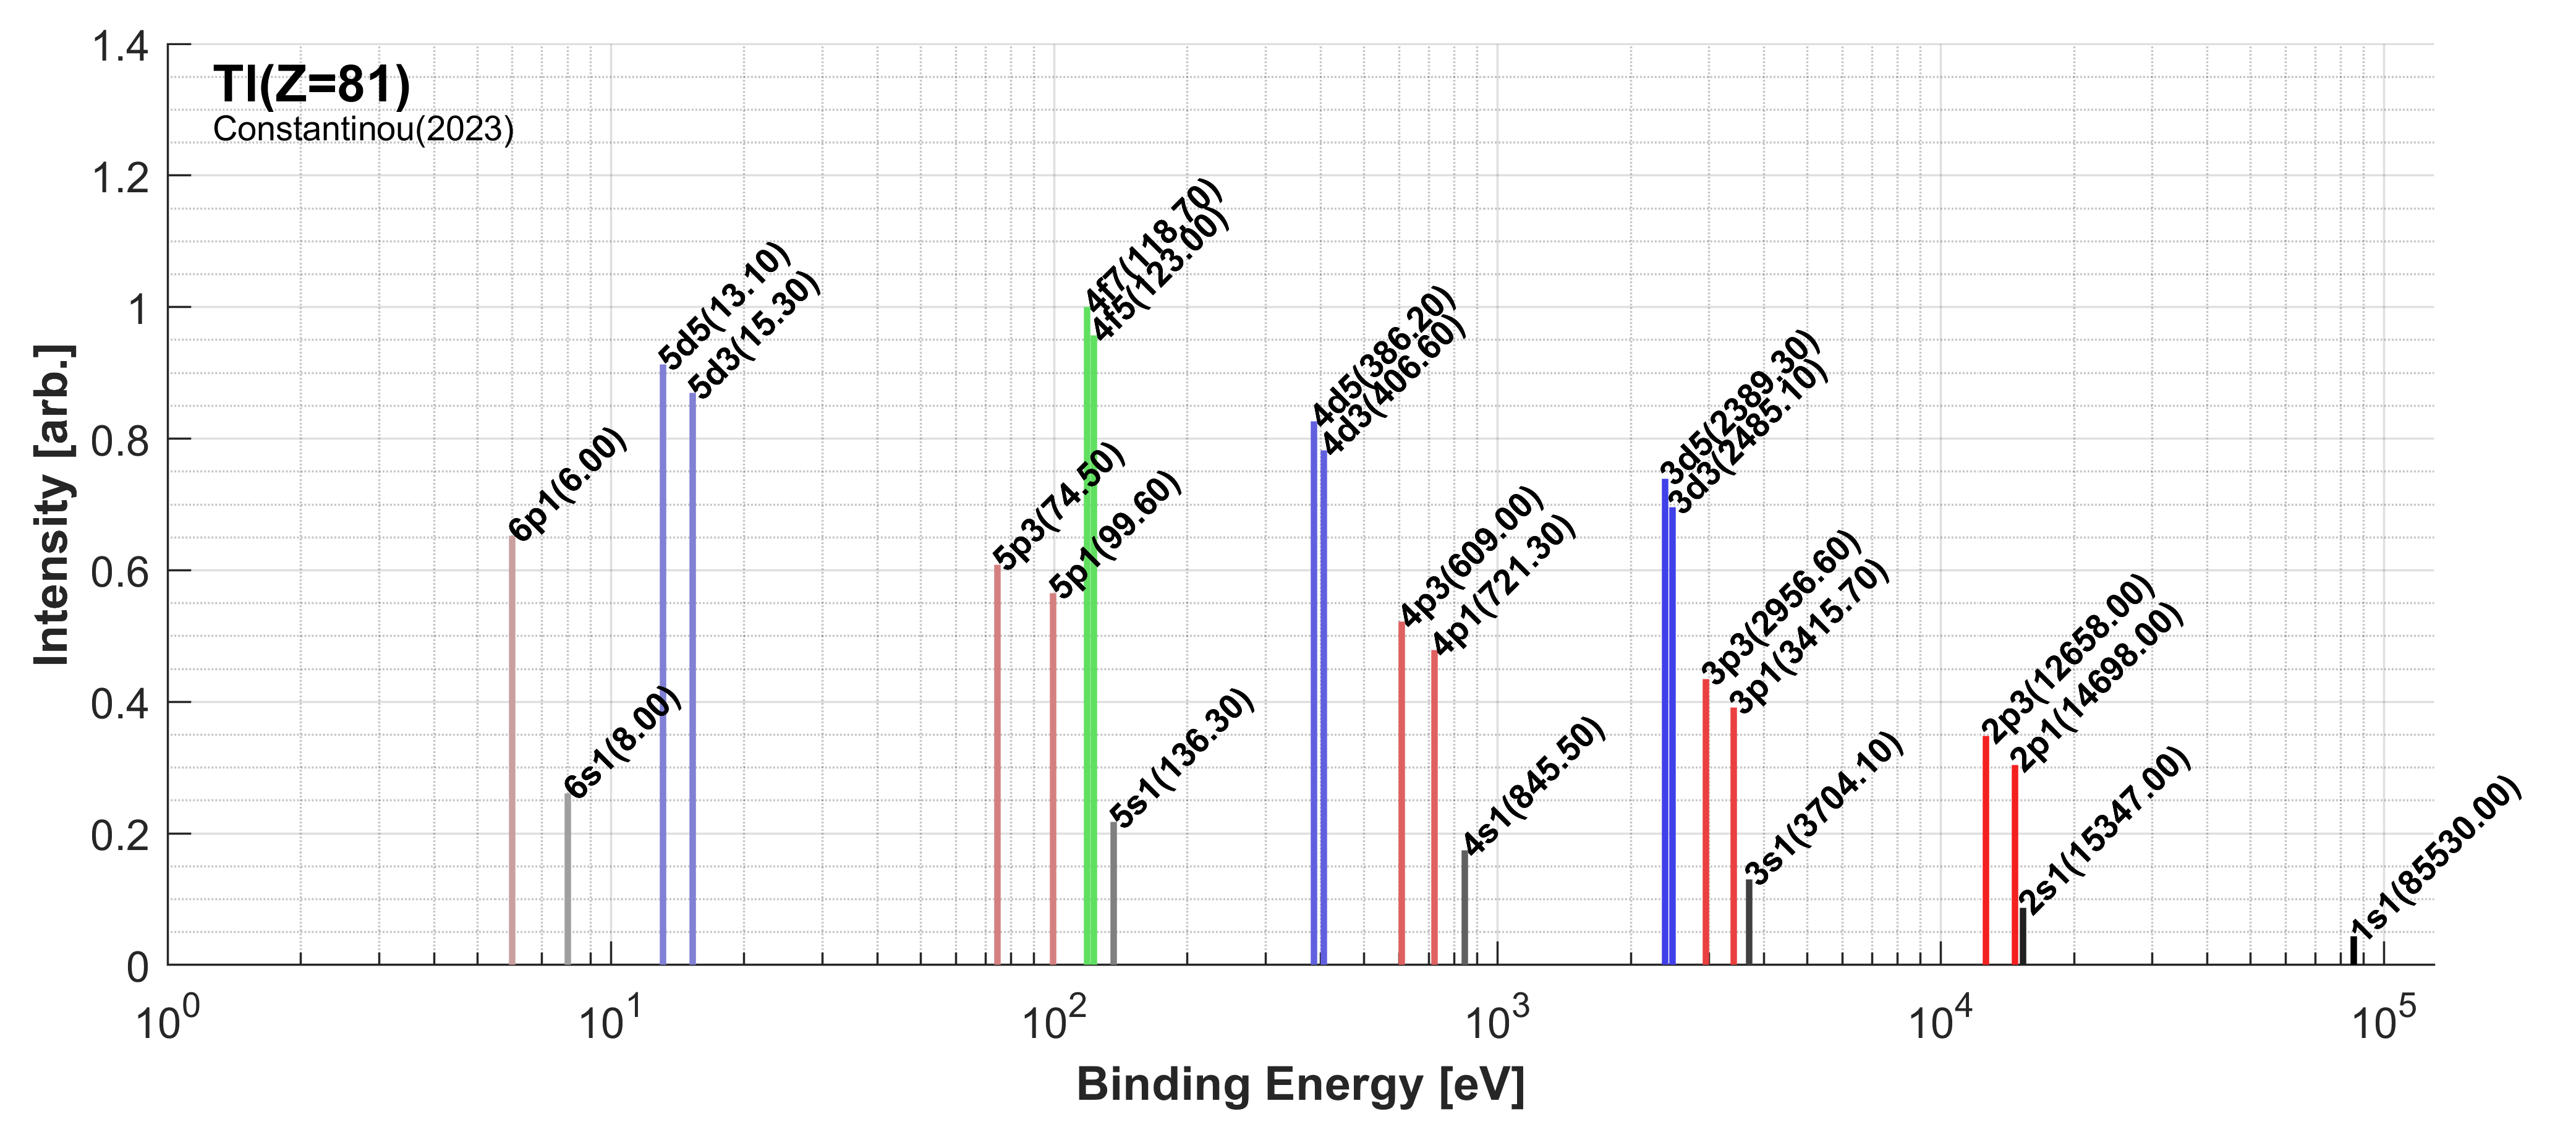 Tl(Z=81)
Constantinou(2023)
Intensity [arb.]
1.4
1.2
1
0.8
0.6
0.4
0.2
0
6p1(6.00)
6s1(8.00)
5d5(13.10)
5d3(15.30)
5p3(74.50)
5p1(99.60)
4f7(118.70)
4f5(123.00)
5s1(136.30)
4d5(386.20)
4d3(406.60)
4p3(609.00)
4p1(721.30)
4s1(845.50)
3d5(2389.30)
3d3(2485.10)
3p3(2956.60)
3p1(3415.70)
3s1(3704.10)
2p3(12658.00)
2p1(14698.00)
2s1(15347.00)
1s1(85530.00)
10^0 10^1 10^2 10^3 10^4 10^5
Binding Energy [eV]